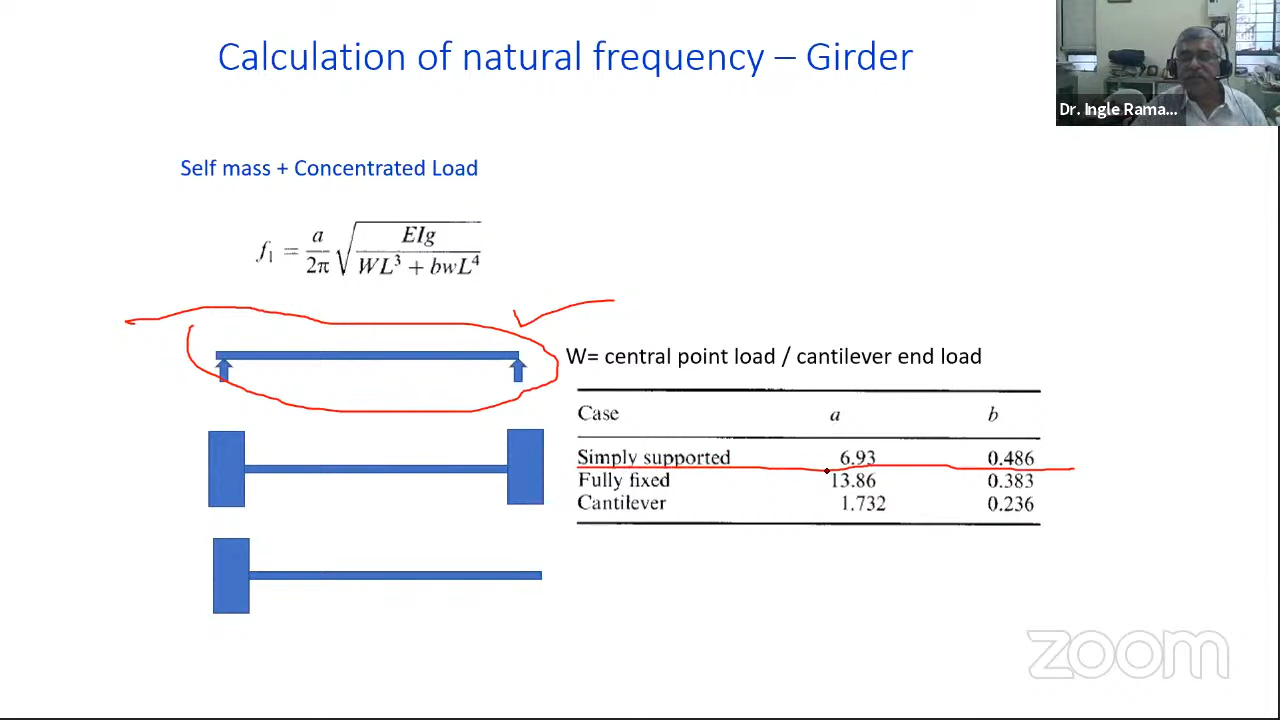 Calculation of natural frequency – Girder
Dr. Ingle Rama...
Self mass + Concentrated Load
f₁ = a/2π √(EIg / WL³ + bwL⁴)
W= central point load / cantilever end load
Case a b
Simply supported 6.93 0.486
Fully fixed 13.86 0.383
Cantilever 1.732 0.236
zoom